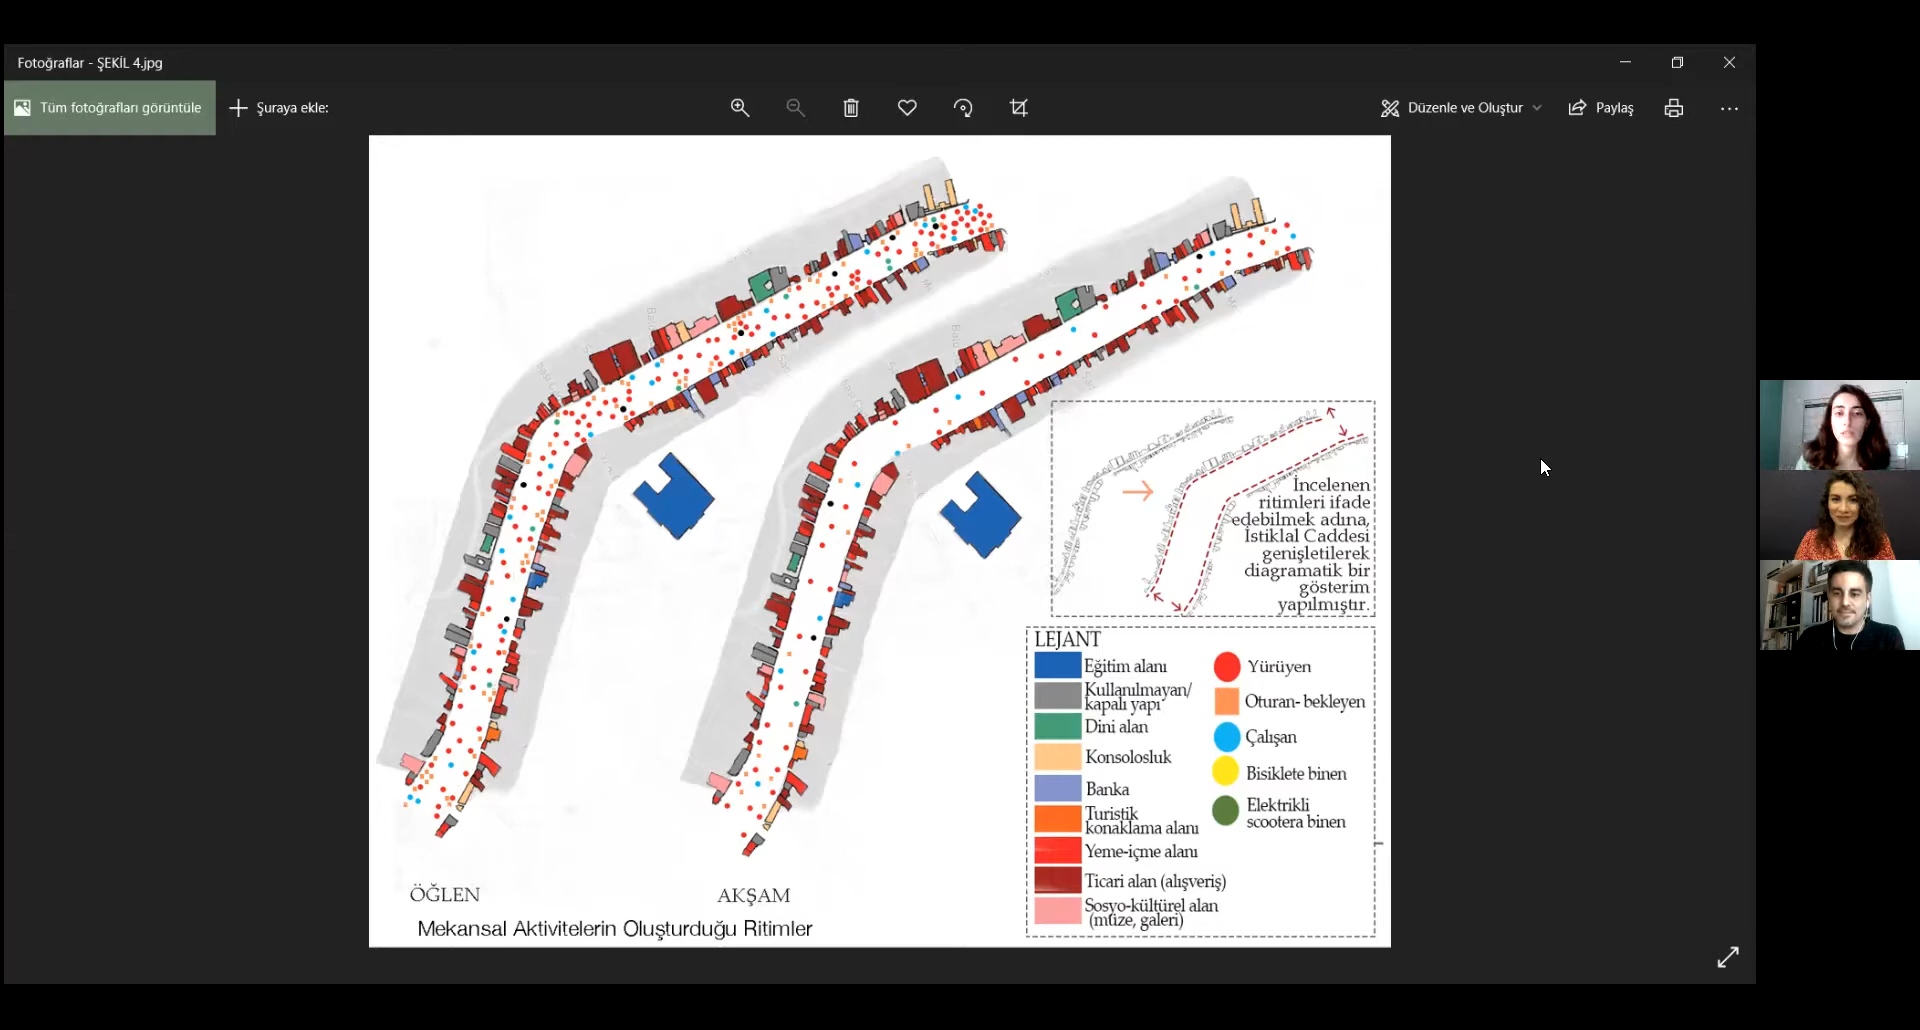 Fotoğraflar - ŞEKİL 4.jpg
Tüm fotoğrafları görüntüle
Şuraya ekle:
Düzenle ve Oluştur
Paylaş
İncelenen
ritimleri ifade
edebilmek adına,
İstiklal Caddesi
genişletilerek
diagramatik bir
gösterim
yapılmıştır.
LEJANT
Eğitim alanı
Kullanılmayan/
kapalı yapı
Dini alan
Konsolosluk
Banka
Turistik
konaklama alanı
Yeme-içme alanı
Ticari alan (alışveriş)
Sosyo-kültürel alan
(müze, galeri)
Yürüyen
Oturan- bekleyen
Çalışan
Bisiklete binen
Elektrikli
scootera binen
ÖĞLEN
AKŞAM
Mekansal Aktivitelerin Oluşturduğu Ritimler